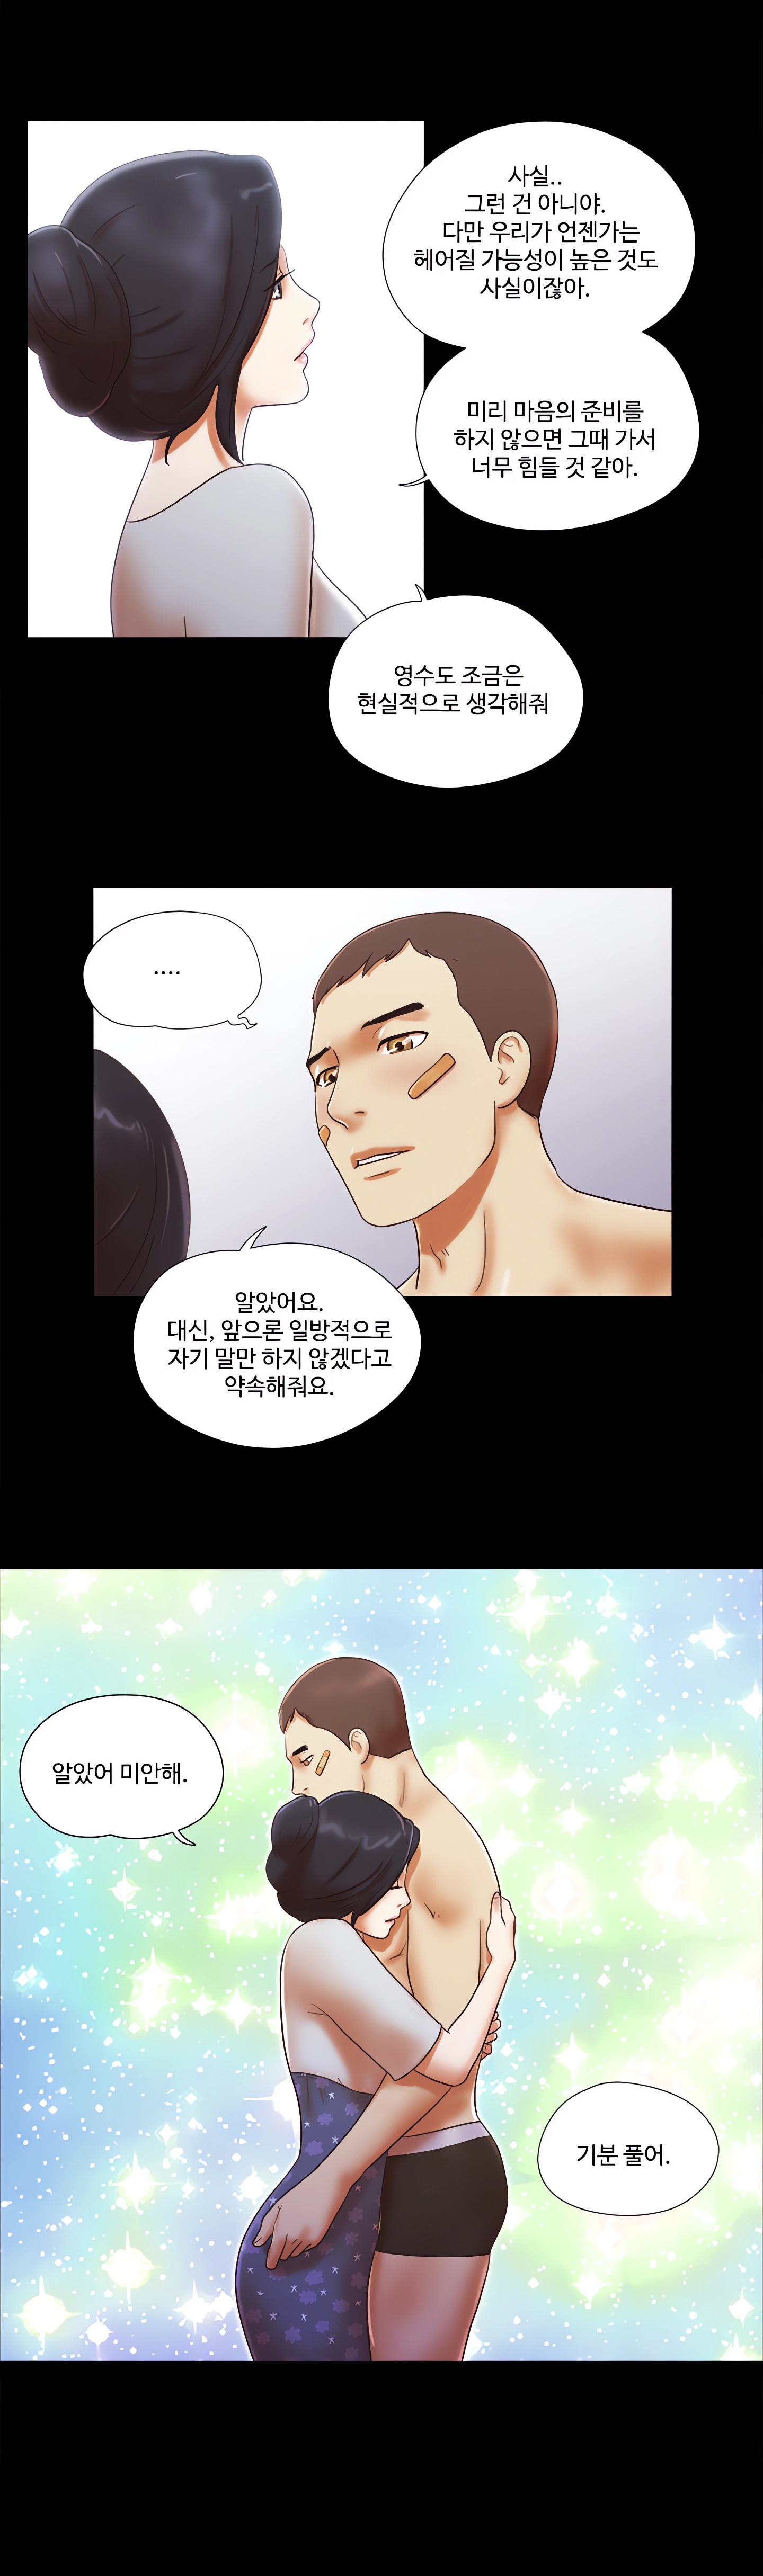 사실..
그런 건 아니야.
다만 우리가 언젠가는
헤어질 가능성이 높은 것도
사실이잖아.
미리 마음의 준비를
하지 않으면 그때 가서
너무 힘들 것 같아.
영수도 조금은
현실적으로 생각해줘
....
알았어요.
대신, 앞으론 일방적으로
자기 말만 하지 않겠다고
약속해줘요.
알았어 미안해.
기분 풀어.